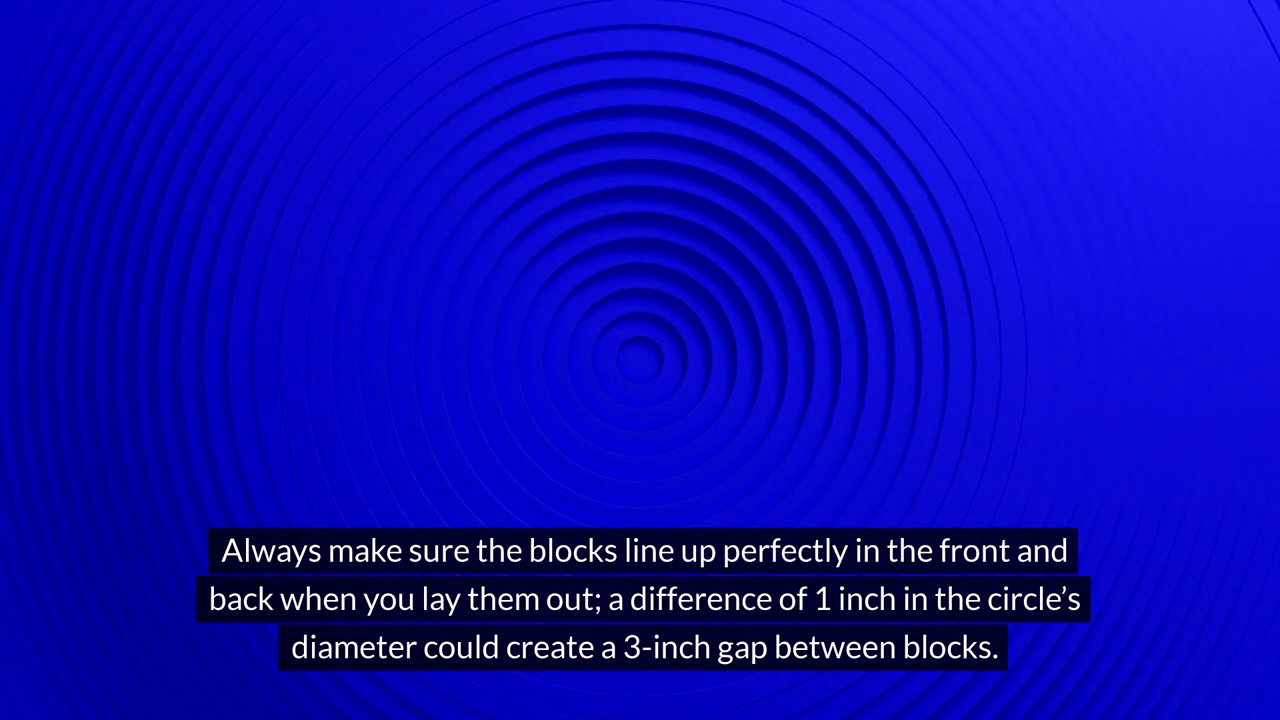 Always make sure the blocks line up perfectly in the front and
back when you lay them out; a difference of 1 inch in the circle’s
diameter could create a 3-inch gap between blocks.